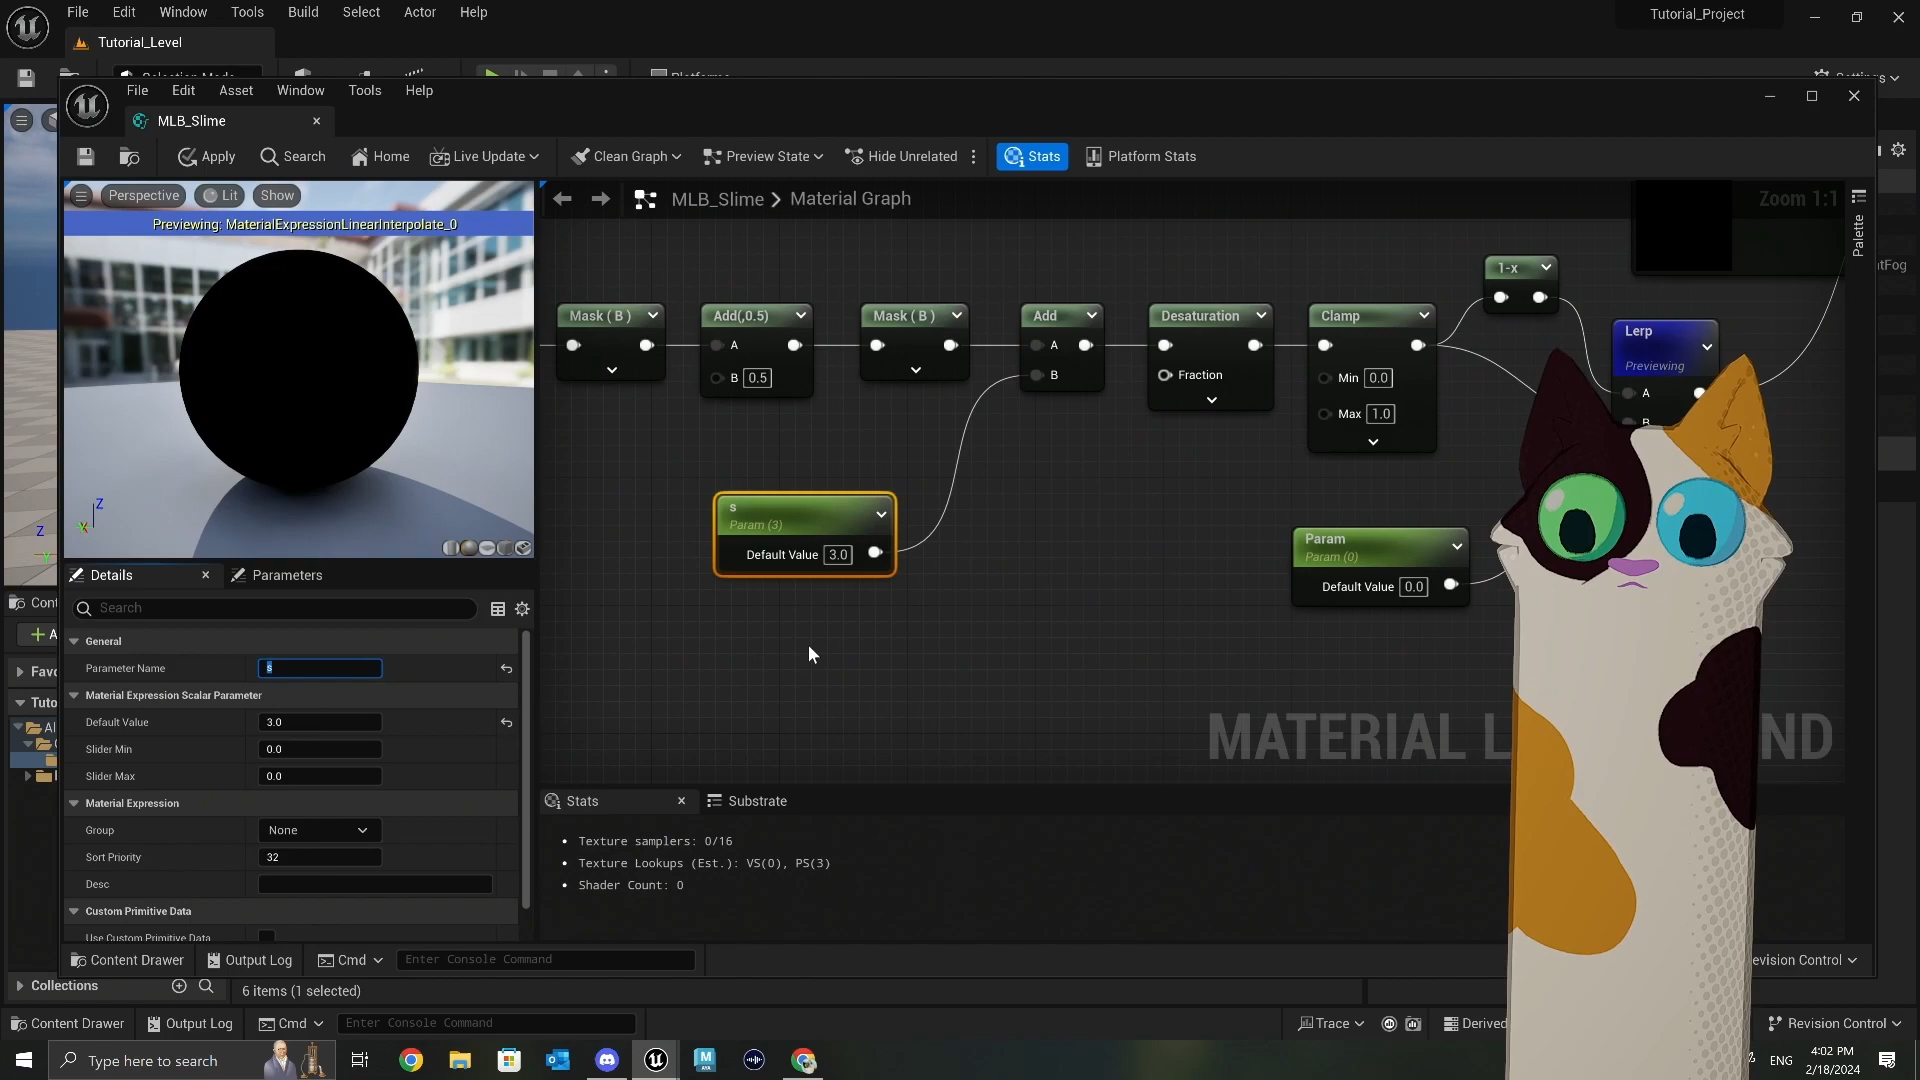 File Edit Window Tools Build Select Actor Help
Tutorial_Project
Tutorial_Level
File Edit Asset Window Tools Help
MLB_Slime
Apply Search Home Live Update Clean Graph Preview State Hide Unrelated Stats Platform Stats
Perspective Lit Show
MLB_Slime > Material Graph
Zoom 1:1
Palette
Previewing: MaterialExpressionLinearInterpolate_0
1-x
Mask ( B ) Add(,0.5) Mask ( B ) Add Desaturation Clamp
Lerp
Previewing
A A
B 0.5 B Fraction Min 0.0
A
Max 1.0
B
s
Param (3)
Default Value 3.0
Param
Param (0)
Default Value 0.0
Z
Z
Details Parameters
Search
General
Parameter Name s
Material Expression Scalar Parameter
Default Value 3.0
Slider Min 0.0
Slider Max 0.0
Material Expression
Group None
Sort Priority 32
Desc
Custom Primitive Data
Use Custom Primitive Data
MATERIAL L ND
Stats Substrate
• Texture samplers: 0/16
• Texture Lookups (Est.): VS(0), PS(3)
• Shader Count: 0
Content Drawer Output Log Cmd Enter Console Command
Collections
6 items (1 selected)
Content Drawer Output Log Cmd Enter Console Command
Trace Derived Revision Control
Type here to search
ENG
4:02 PM
2/18/2024